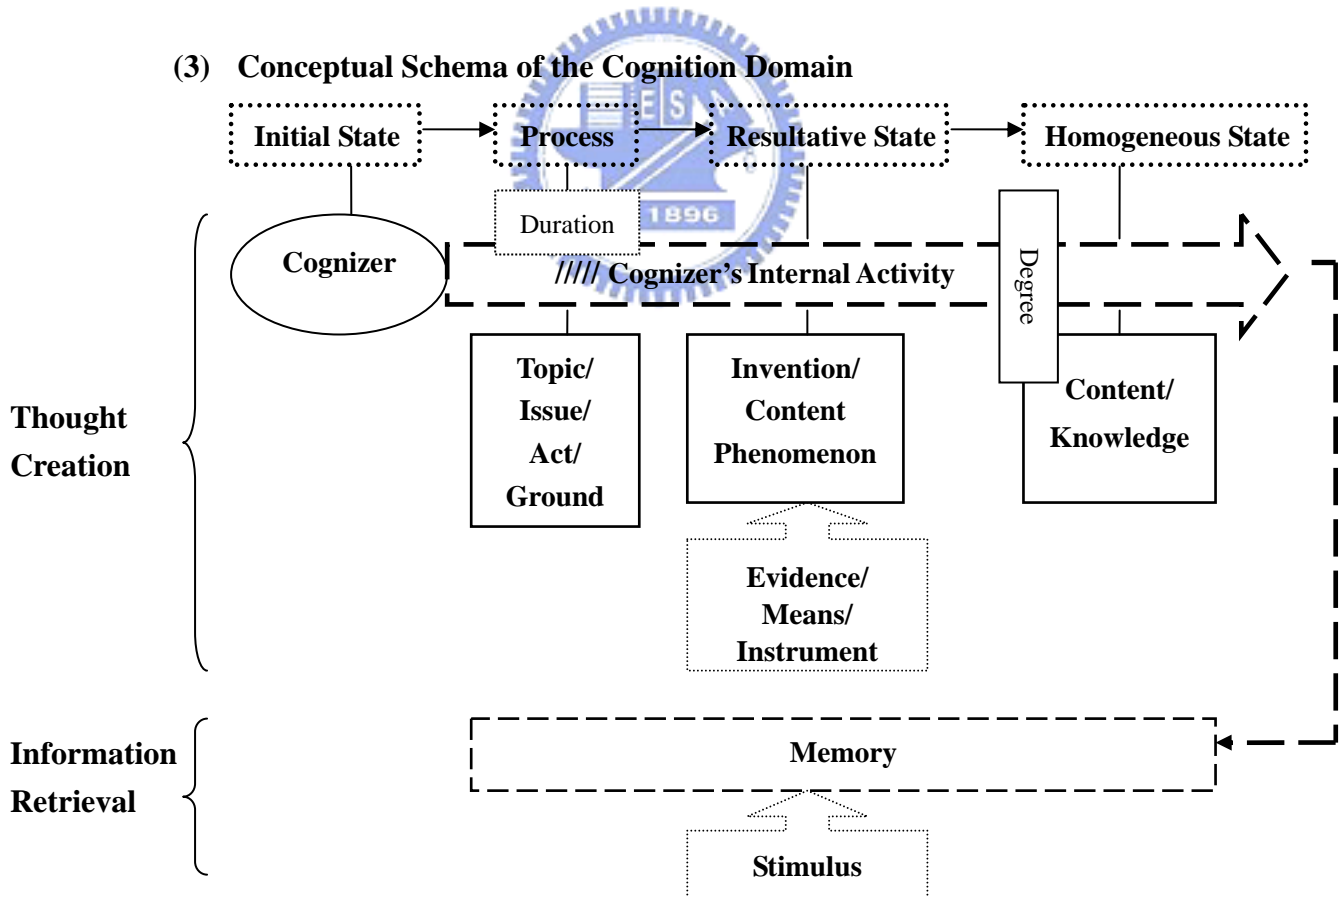 (3) Conceptual Schema of the Cognition Domain
Initial State
Process
Resultative State
Homogeneous State
ES
1896
Duration
Cognizer
///// Cognizer's Internal Activity
Degree
Topic/
Issue/
Act/
Ground
Invention/
Content
Phenomenon
Content/
Knowledge
Thought
Creation
Evidence/
Means/
Instrument
Information
Retrieval
Memory
Stimulus